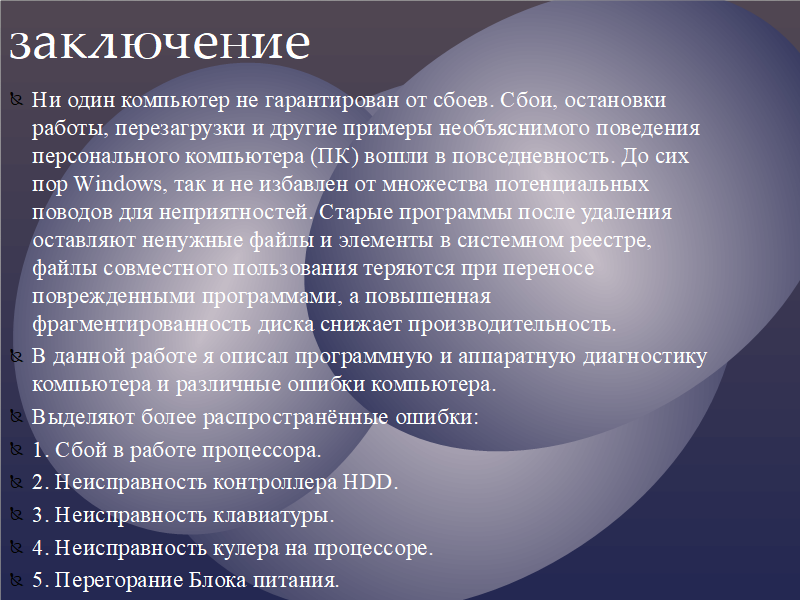 заключение
Ни один компьютер не гарантирован от сбоев. Сбои, остановки
работы, перезагрузки и другие примеры необъяснимого поведения
персонального компьютера (ПК) вошли в повседневность. До сих
пор Windows, так и не избавлен от множества потенциальных
поводов для неприятностей. Старые программы после удаления
оставляют ненужные файлы и элементы в системном реестре,
файлы совместного пользования теряются при переносе
поврежденными программами, а повышенная
фрагментированность диска снижает производительность.
В данной работе я описал программную и аппаратную диагностику
компьютера и различные ошибки компьютера.
Выделяют более распространённые ошибки:
1. Сбой в работе процессора.
2. Неисправность контроллера HDD.
3. Неисправность клавиатуры.
4. Неисправность кулера на процессоре.
5. Перегорание Блока питания.